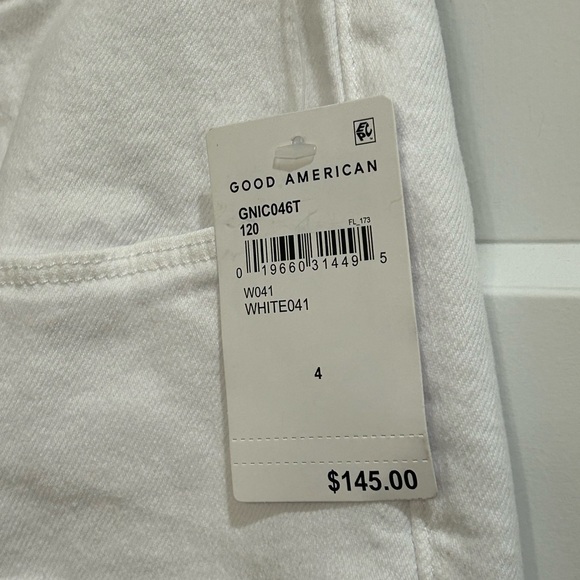 GOOD AMERICAN
GNIC046T
120
FL_173
0 19660 31449 5
W041
WHITE041
4
$145.00